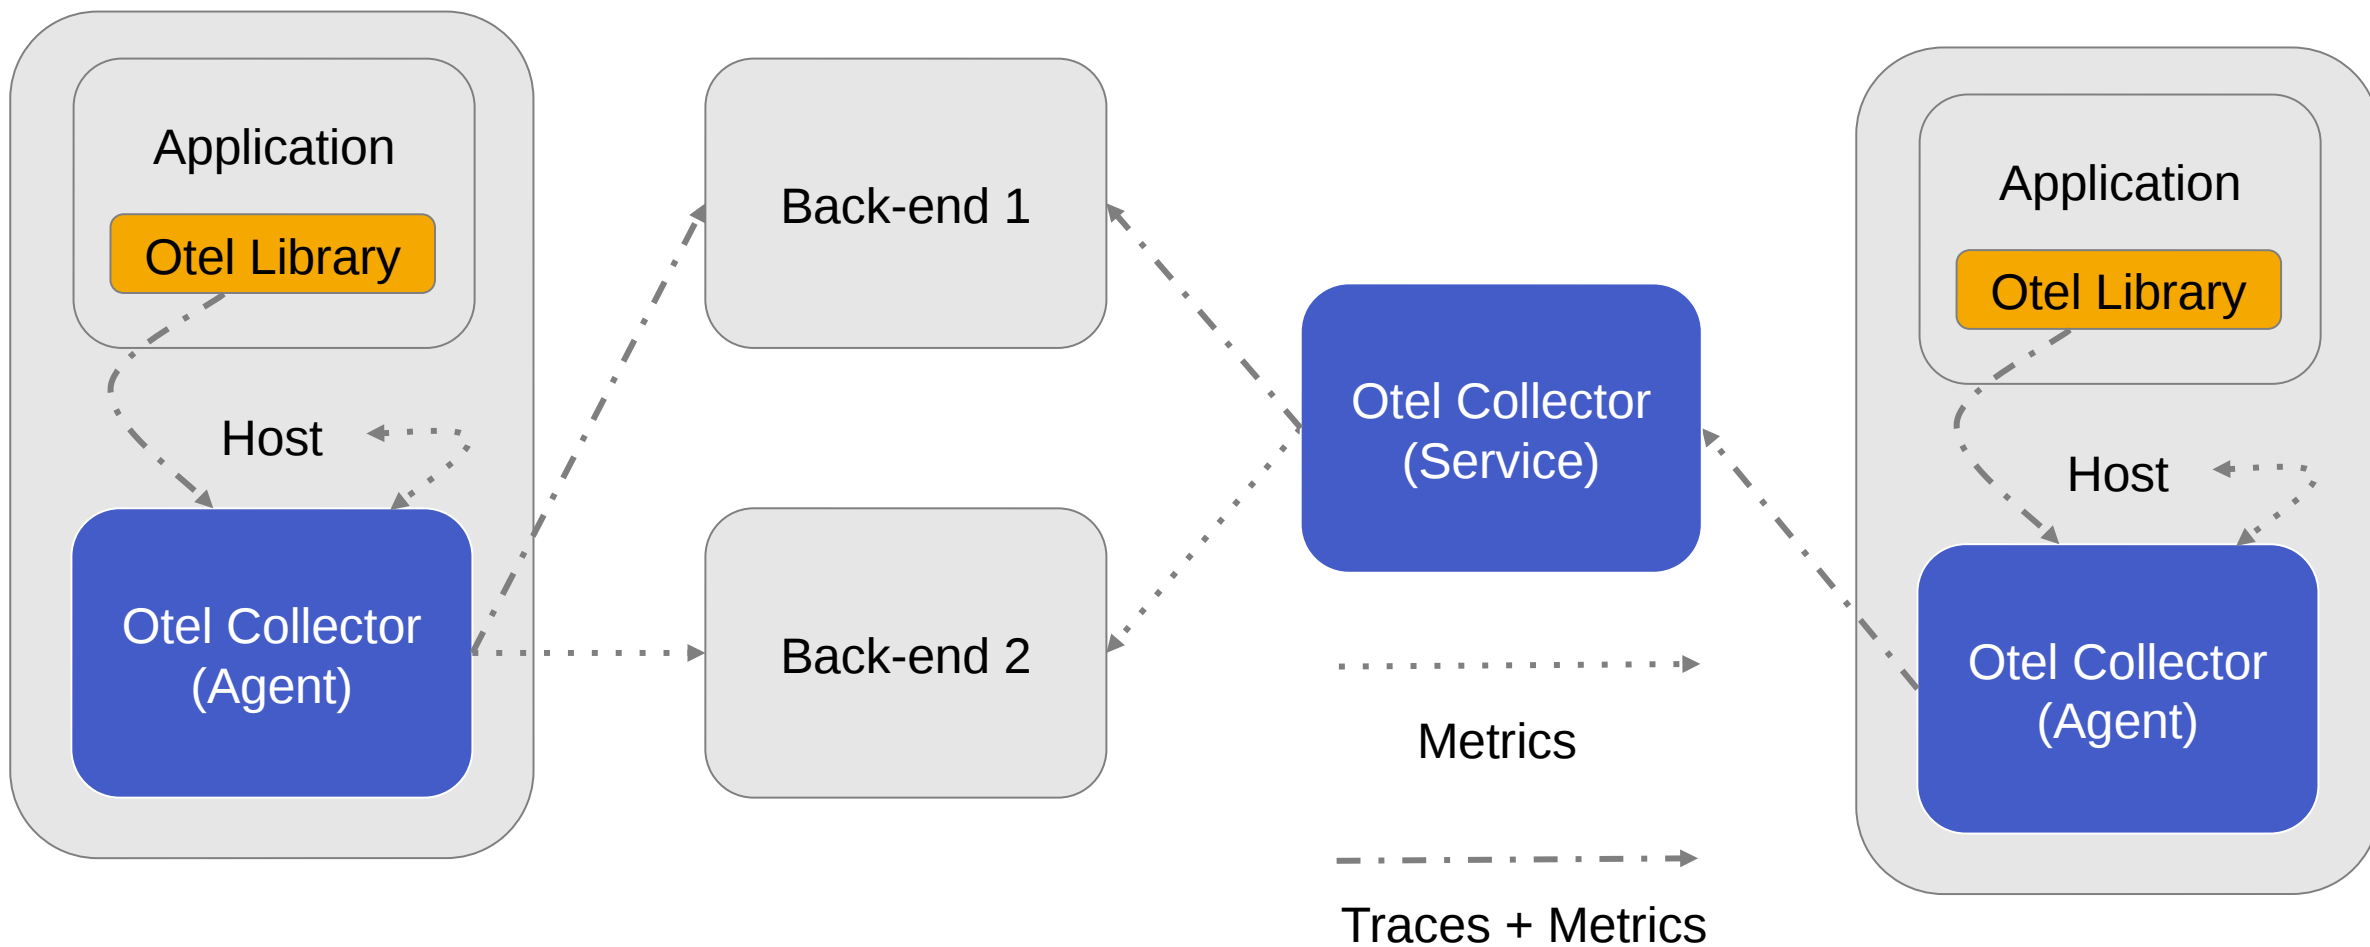 Application
Otel Library
Host
Otel Collector
(Agent)
Back-end 1
Back-end 2
Otel Collector
(Service)
Metrics
Traces + Metrics
Application
Otel Library
Host
Otel Collector
(Agent)